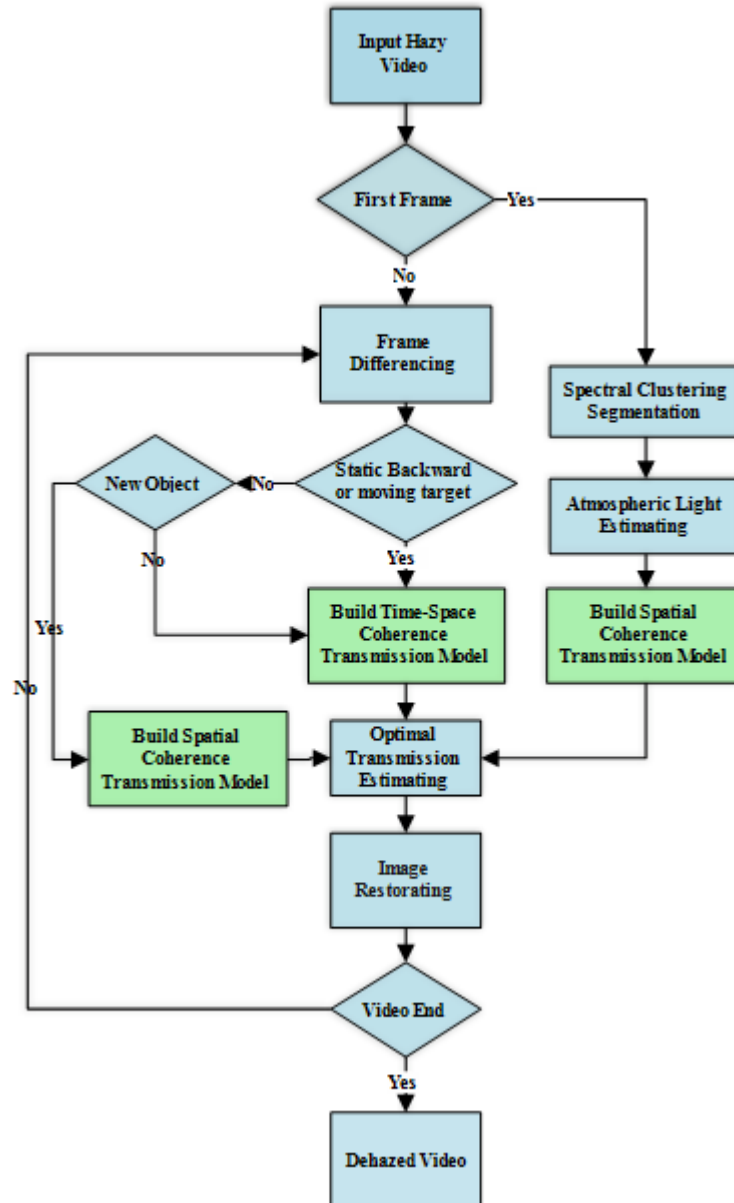 Input Hazy
Video
First Frame
Yes
No
Frame
Differencing
Spectral Clustering
Segmentation
New Object
No
Static Backward
or moving target
Atmospheric Light
Estimating
No
Yes
Build Time-Space
Coherence
Transmission Model
Build Spatial
Coherence
Transmission Model
Yes
No
Build Spatial
Coherence
Transmission Model
Optimal
Transmission
Estimating
Image
Restorating
Video End
Yes
Dehazed Video